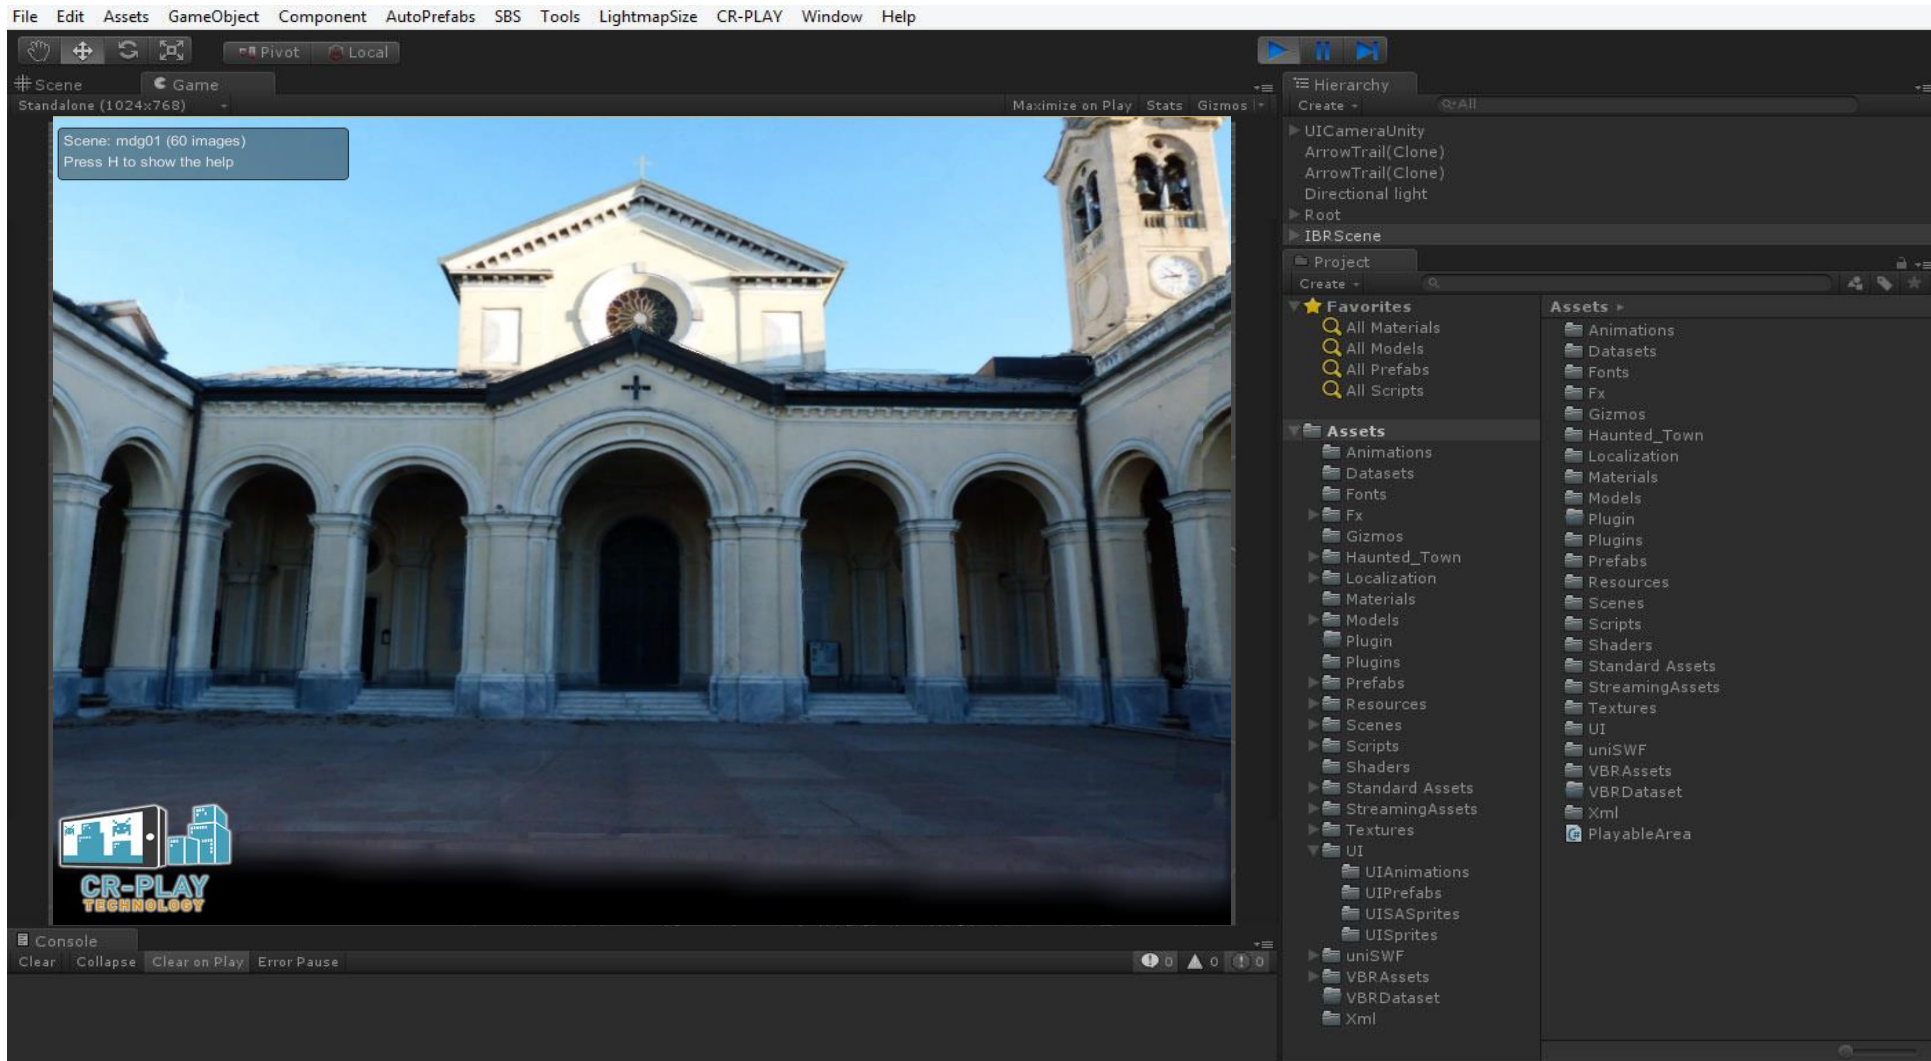 File Edit Assets GameObject Component AutoPrefabs SBS Tools LightmapSize CR-PLAY Window Help
Pivot Local
Scene Game
Standalone (1024x768) Maximize on Play Stats Gizmos
Scene: mdg01 (60 images)
Press H to show the help
CR-PLAY
TECHNOLOGY
Console
Clear Collapse Clear on Play Error Pause 0 0 0
Hierarchy
Create All
UICameraUnity
ArrowTrail(Clone)
ArrowTrail(Clone)
Directional light
Root
IBRScene
Project
Create
Favorites
All Materials
All Models
All Prefabs
All Scripts
Assets
Animations
Datasets
Fonts
Fx
Gizmos
Haunted_Town
Localization
Materials
Models
Plugin
Plugins
Prefabs
Resources
Scenes
Scripts
Shaders
Standard Assets
StreamingAssets
Textures
UI
UIAnimations
UIPrefabs
UISASprites
UISprites
uniSWF
VBRAssets
VBRDataset
Xml
Assets
Animations
Datasets
Fonts
Fx
Gizmos
Haunted_Town
Localization
Materials
Models
Plugin
Plugins
Prefabs
Resources
Scenes
Scripts
Shaders
Standard Assets
StreamingAssets
Textures
UI
uniSWF
VBRAssets
VBRDataset
Xml
PlayableArea